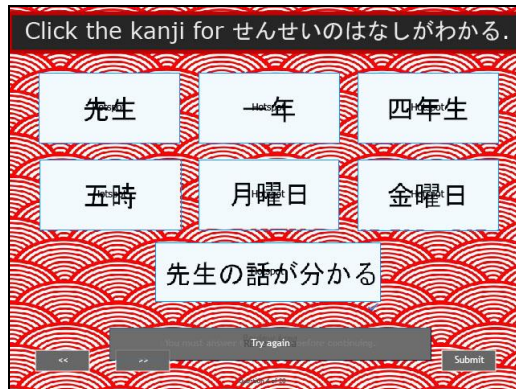 Click the kanji for せんせいのはなしがわかる.
先生 一年 四年生
五時 月曜日 金曜日
先生の話が分かる
Try again
<< >> Submit